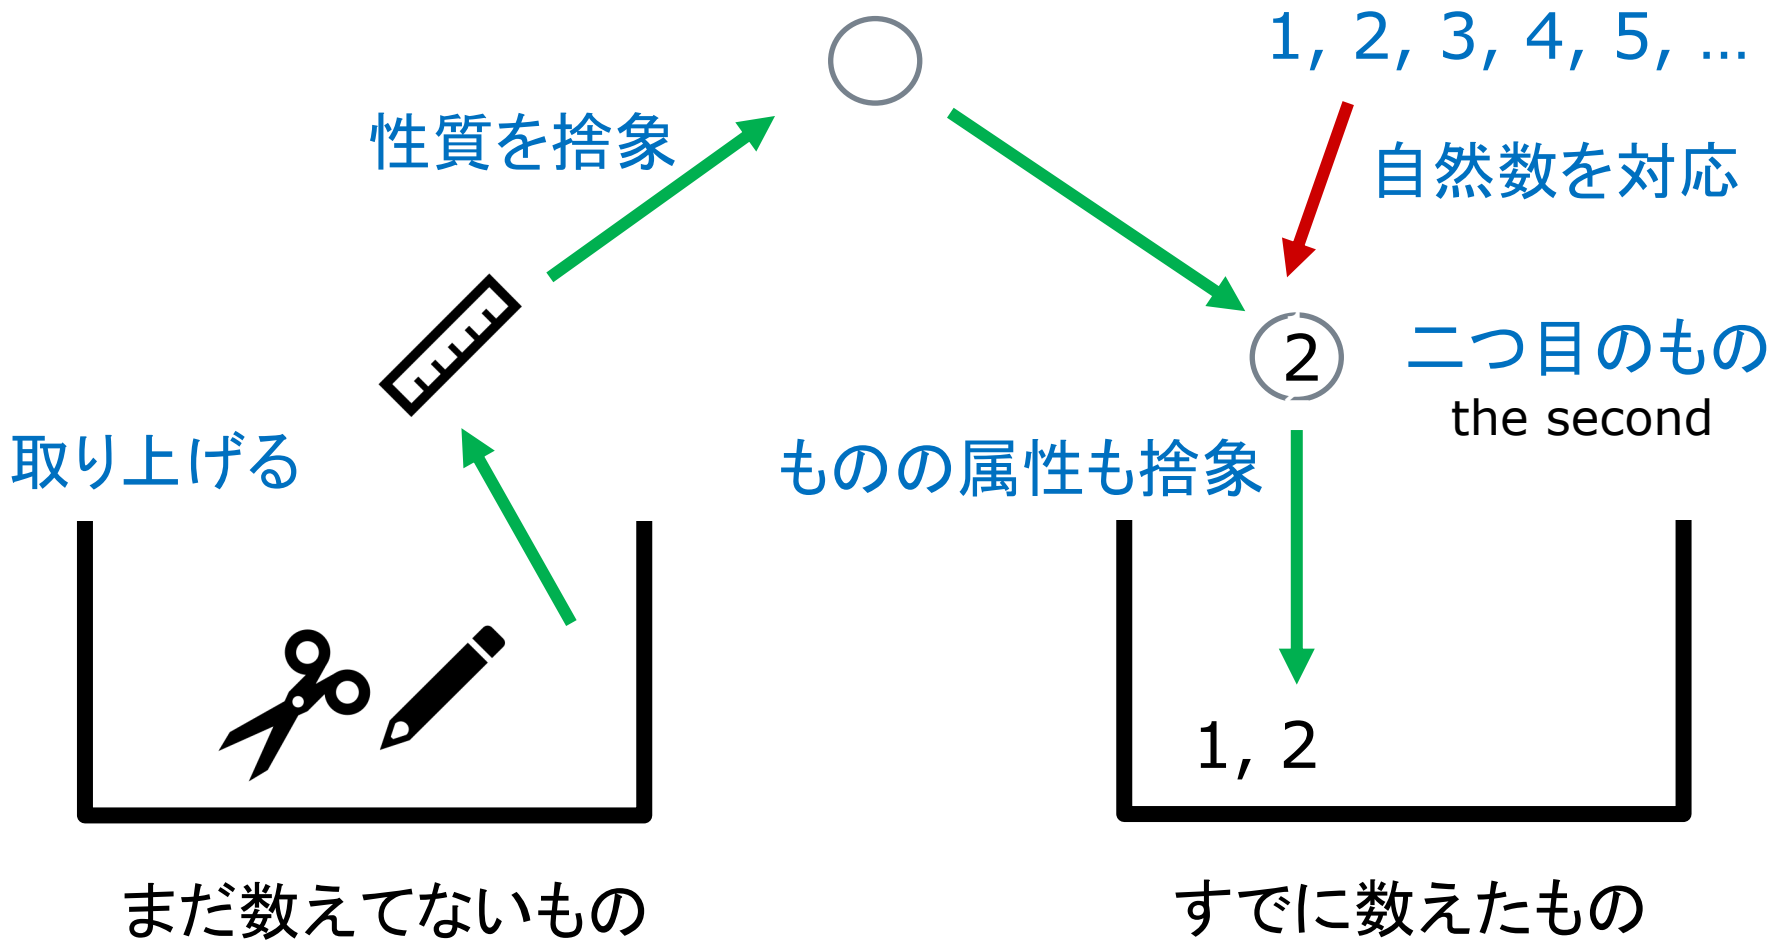 1, 2, 3, 4, 5, …
性質を捨象
自然数を対応
2
二つ目のもの
the second
取り上げる
ものの属性も捨象
1, 2
まだ数えてないもの
すでに数えたもの